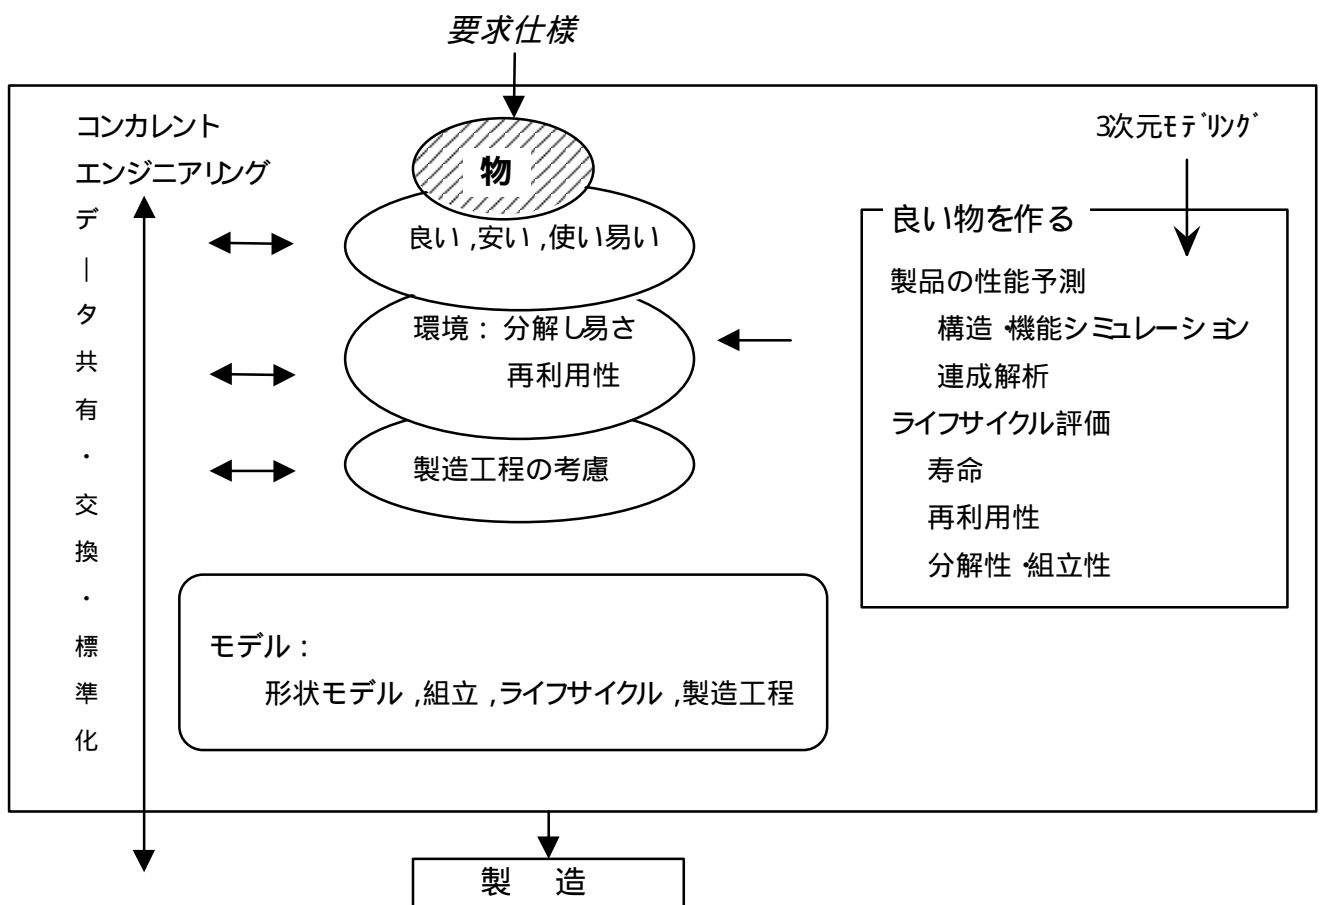 要求仕様
コンカレント
エンジニアリング
データ共有・交換・標準化
物
良い,安い,使い易い
環境：分解し易さ
再利用性
製造工程の考慮
モデル：
形状モデル,組立,ライフサイクル,製造工程
3次元ﾓﾃﾞﾘﾝｸﾞ
良い物を作る
製品の性能予測
構造・機能シミュレーション
連成解析
ライフサイクル評価
寿命
再利用性
分解性・組立性
製　造